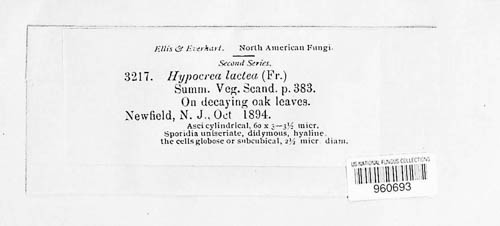 Ellis & Everhart. North American Fungi.
Second Series.
3217. Hypocrea lactea (Fr.)
Summ. Veg. Scand. p. 383.
On decaying oak leaves.
Newfield, N. J., Oct 1894.
Asci cylindrical, 60 x 3—3½ micr.
Sporidia uniseriate, didymous, hyaline.
the cells globose or subcubical, 2½ micr. diam.
US NATIONAL FUNGUS COLLECTIONS
960693